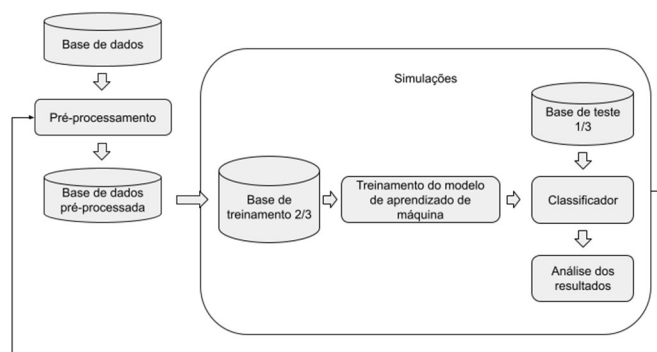 Base de dados
Pré-processamento
Base de dados
pré-processada
Simulações
Base de
treinamento 2/3
Treinamento do modelo
de aprendizado de
máquina
Base de teste
1/3
Classificador
Análise dos
resultados